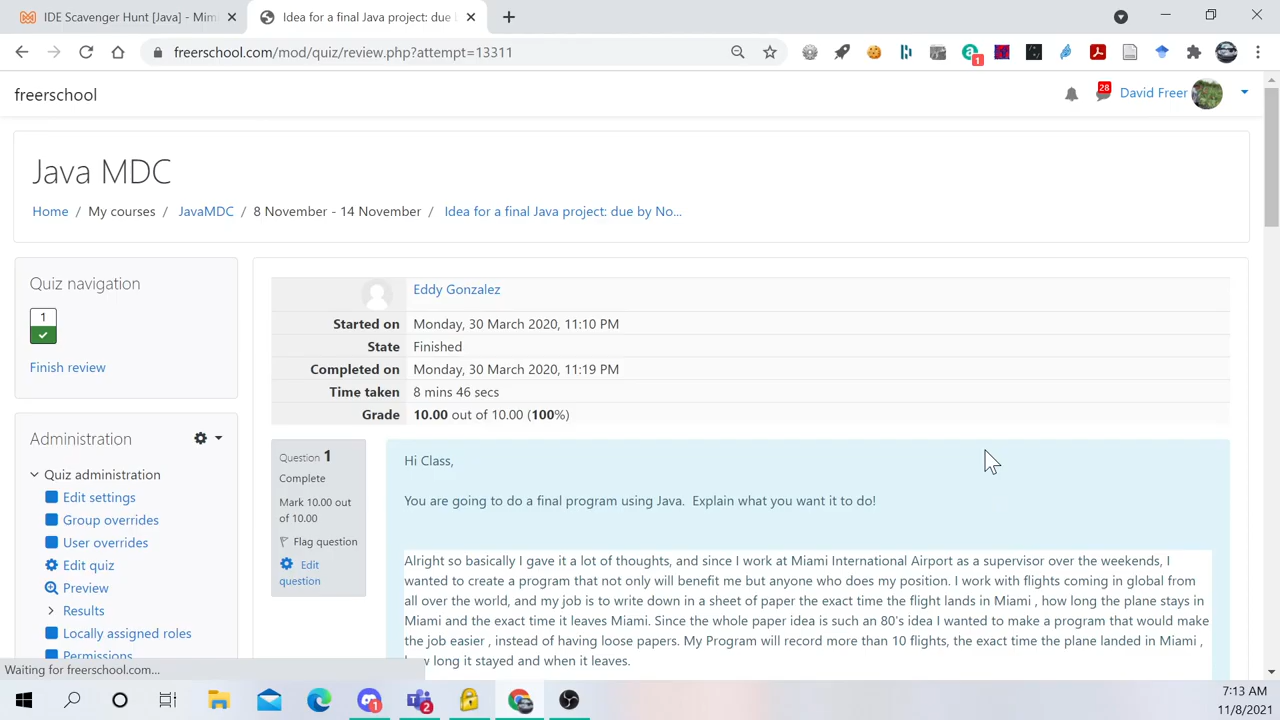 IDE Scavenger Hunt [Java] - Mim
Idea for a final Java project: due b
freerschool.com/mod/quiz/review.php?attempt=13311
1
freerschool
28
David Freer
Java MDC
Home / My courses / JavaMDC / 8 November - 14 November / Idea for a final Java project: due by No...
Quiz navigation
1
Finish review
Eddy Gonzalez
Started on Monday, 30 March 2020, 11:10 PM
State Finished
Completed on Monday, 30 March 2020, 11:19 PM
Time taken 8 mins 46 secs
Grade 10.00 out of 10.00 (100%)
Administration
Quiz administration
Edit settings
Group overrides
User overrides
Edit quiz
Preview
Results
Locally assigned roles
Permissions
Question 1
Complete
Mark 10.00 out
of 10.00
Flag question
Edit
question
Hi Class,
You are going to do a final program using Java. Explain what you want it to do!
Alright so basically I gave it a lot of thoughts, and since I work at Miami International Airport as a supervisor over the weekends, I
wanted to create a program that not only will benefit me but anyone who does my position. I work with flights coming in global from
all over the world, and my job is to write down in a sheet of paper the exact time the flight lands in Miami , how long the plane stays in
Miami and the exact time it leaves Miami. Since the whole paper idea is such an 80's idea I wanted to make a program that would make
the job easier , instead of having loose papers. My Program will record more than 10 flights, the exact time the plane landed in Miami ,
how long it stayed and when it leaves.
Waiting for freerschool.com...
1
2
7:13 AM
11/8/2021